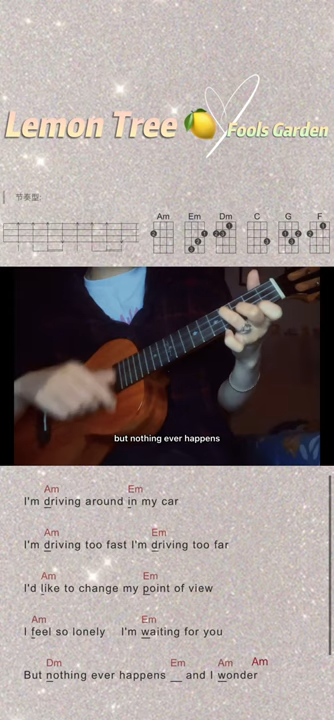 Lemon Tree 🍋 Fools Garden
节奏型:
Am Em Dm C G F
but nothing ever happens
Am Em
I'm driving around in my car
Am Em
I'm driving too fast I'm driving too far
Am Em
I'd like to change my point of view
Am Em
I feel so lonely I'm waiting for you
Dm Em Am Am
But nothing ever happens __ and I wonder